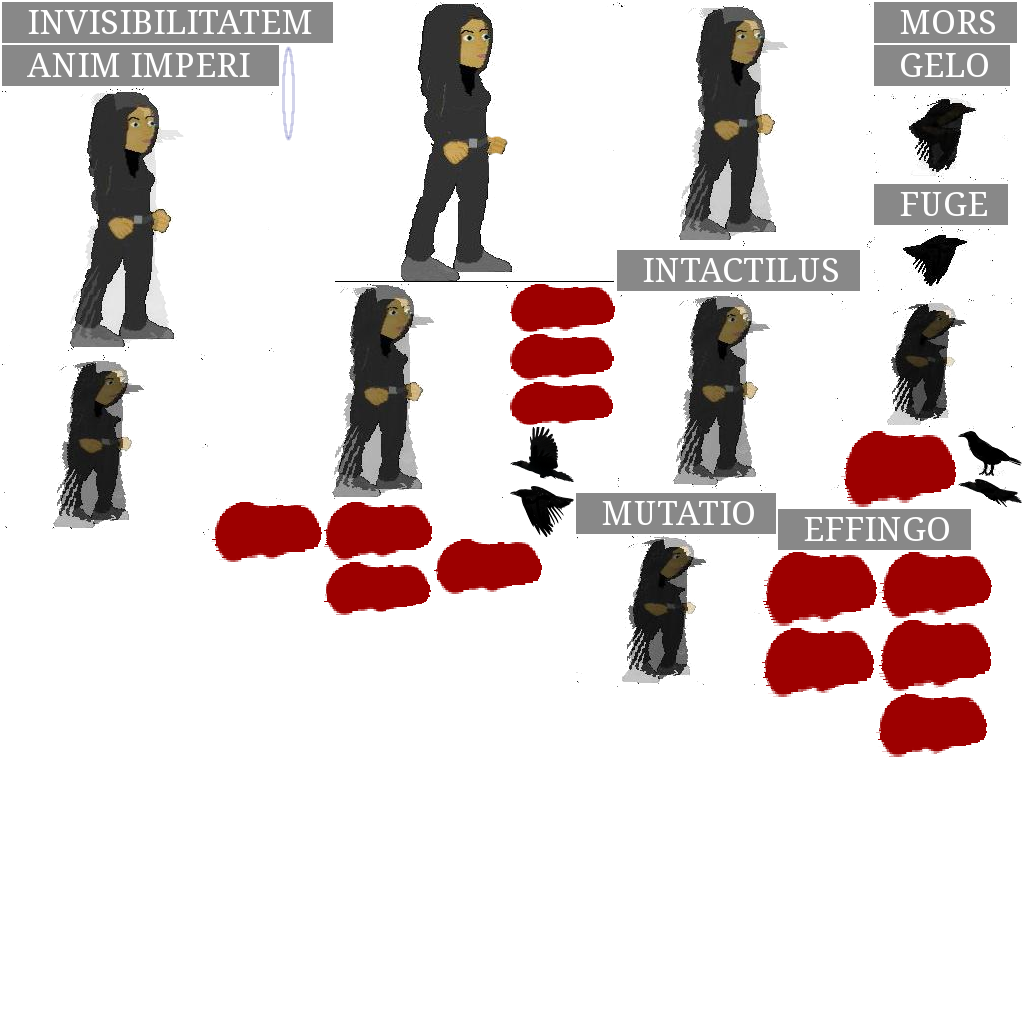 INVISIBILITATEM
MORS
ANIM IMPERI
GELO
FUGE
INTACTILUS
MUTATIO
EFFINGO